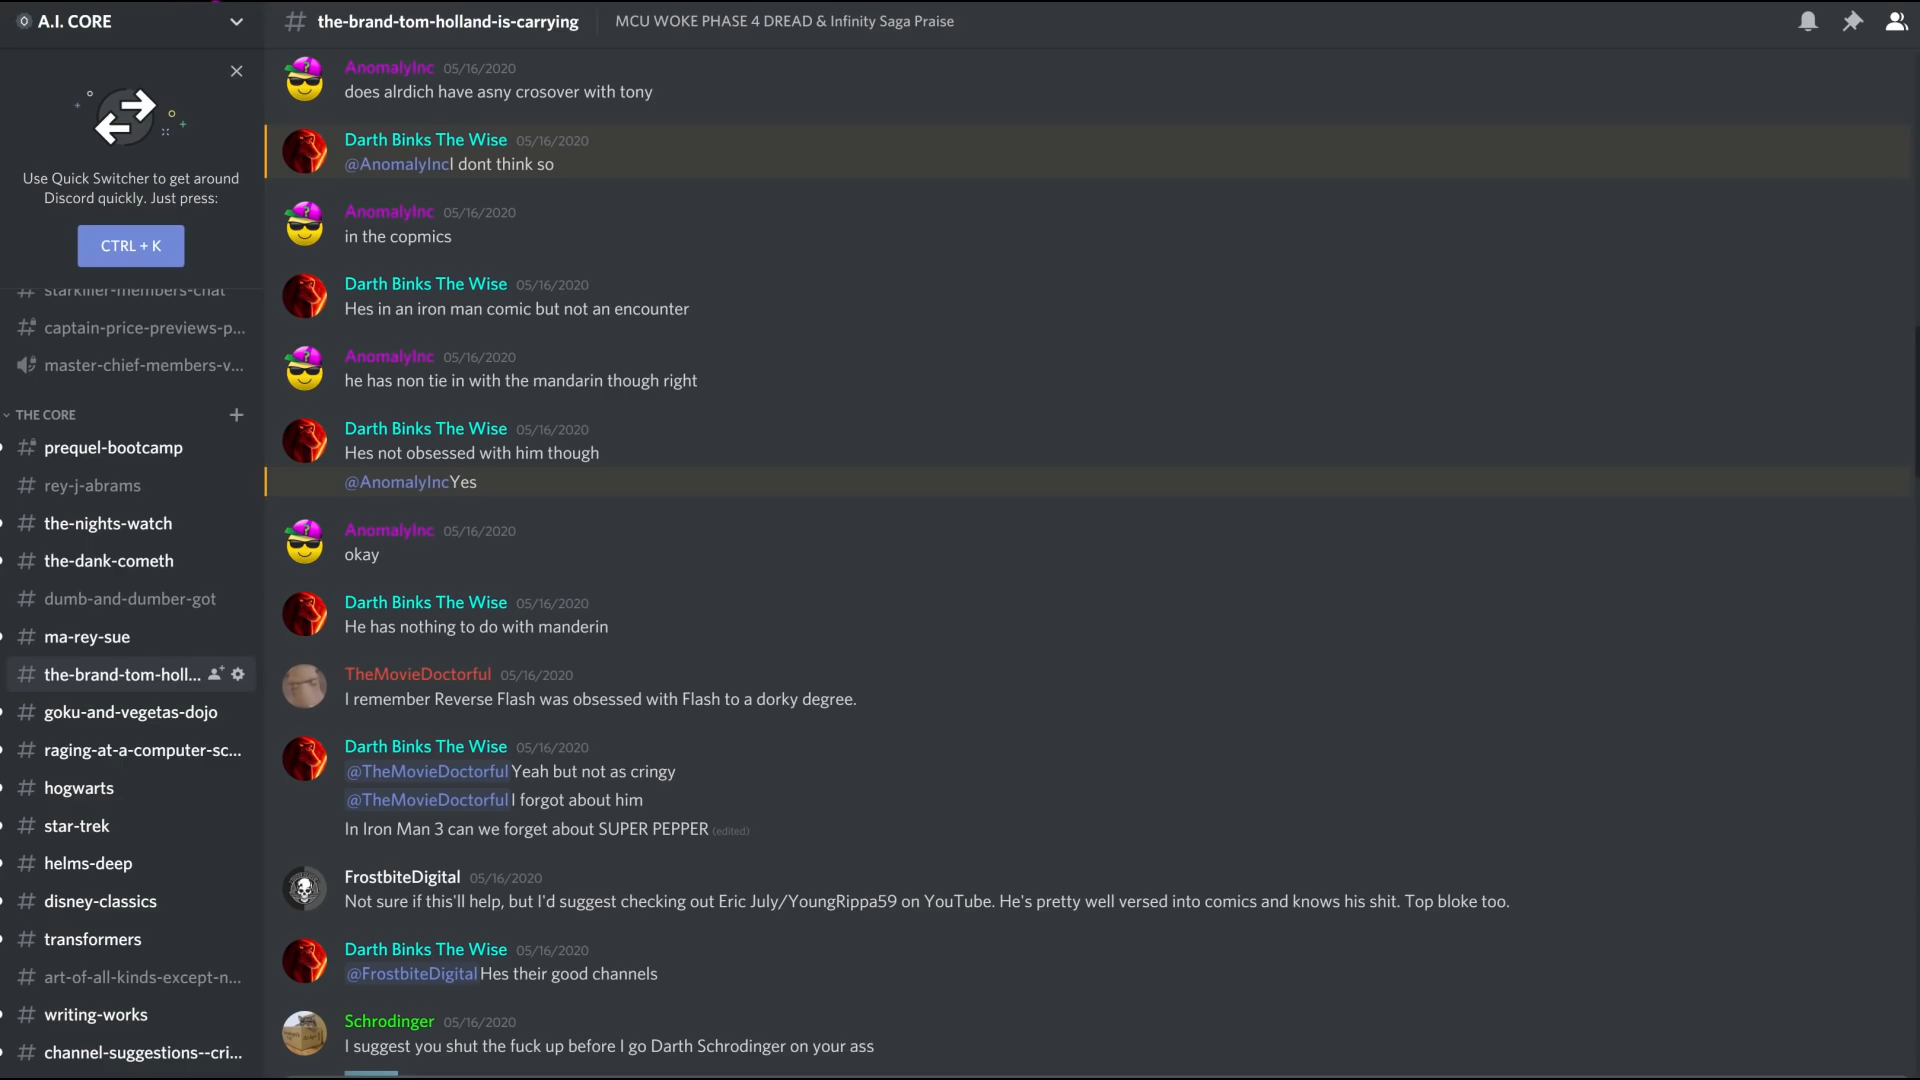 A.I. CORE
Use Quick Switcher to get around
Discord quickly. Just press:
CTRL + K
# starkiller-members-chat
# captain-price-previews-p...
master-chief-members-v...
THE CORE
# prequel-bootcamp
# rey-j-abrams
# the-nights-watch
# the-dank-cometh
# dumb-and-dumber-got
# ma-rey-sue
# the-brand-tom-holl...
# goku-and-vegetas-dojo
# raging-at-a-computer-sc...
# hogwarts
# star-trek
# helms-deep
# disney-classics
# transformers
# art-of-all-kinds-except-n...
# writing-works
# channel-suggestions--cri...
# the-brand-tom-holland-is-carrying MCU WOKE PHASE 4 DREAD & Infinity Saga Praise
AnomalyInc 05/16/2020
does alrdich have asny crosover with tony
Darth Binks The Wise 05/16/2020
@AnomalyIncI dont think so
AnomalyInc 05/16/2020
in the copmics
Darth Binks The Wise 05/16/2020
Hes in an iron man comic but not an encounter
AnomalyInc 05/16/2020
he has non tie in with the mandarin though right
Darth Binks The Wise 05/16/2020
Hes not obsessed with him though
@AnomalyIncYes
AnomalyInc 05/16/2020
okay
Darth Binks The Wise 05/16/2020
He has nothing to do with manderin
TheMovieDoctorful 05/16/2020
I remember Reverse Flash was obsessed with Flash to a dorky degree.
Darth Binks The Wise 05/16/2020
@TheMovieDoctorfulYeah but not as cringy
@TheMovieDoctorfulI forgot about him
In Iron Man 3 can we forget about SUPER PEPPER (edited)
FrostbiteDigital 05/16/2020
Not sure if this'll help, but I'd suggest checking out Eric July/YoungRippa59 on YouTube. He's pretty well versed into comics and knows his shit. Top bloke too.
Darth Binks The Wise 05/16/2020
@FrostbiteDigitalHes their good channels
Schrodinger 05/16/2020
I suggest you shut the fuck up before I go Darth Schrodinger on your ass